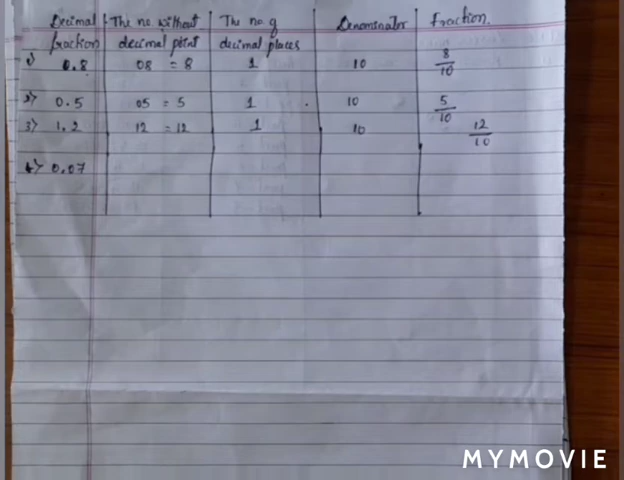 Decimal fraction | The no without decimal point | The no. of decimal places | Denominator | Fraction.
1) 0.8 | 08 = 8 | 1 | 10 | 8/10
2) 0.5 | 05 = 5 | 1 | 10 | 5/10
3) 1.2 | 12 = 12 | 1 | 10 | 12/10
4) 0.07
MYMOVIE